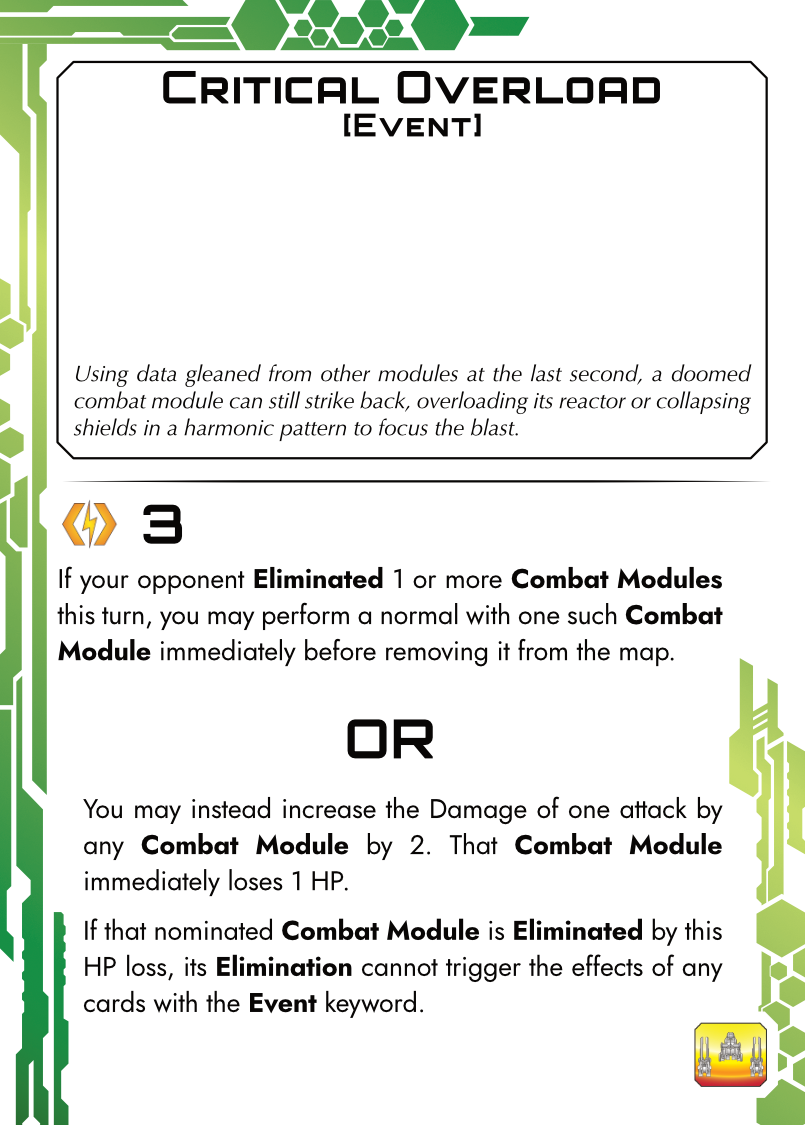 Critical Overload
[Event]
Using data gleaned from other modules at the last second, a doomed
combat module can still strike back, overloading its reactor or collapsing
shields in a harmonic pattern to focus the blast.
3
If your opponent Eliminated 1 or more Combat Modules
this turn, you may perform a normal with one such Combat
Module immediately before removing it from the map.
OR
You may instead increase the Damage of one attack by
any Combat Module by 2. That Combat Module
immediately loses 1 HP.
If that nominated Combat Module is Eliminated by this
HP loss, its Elimination cannot trigger the effects of any
cards with the Event keyword.